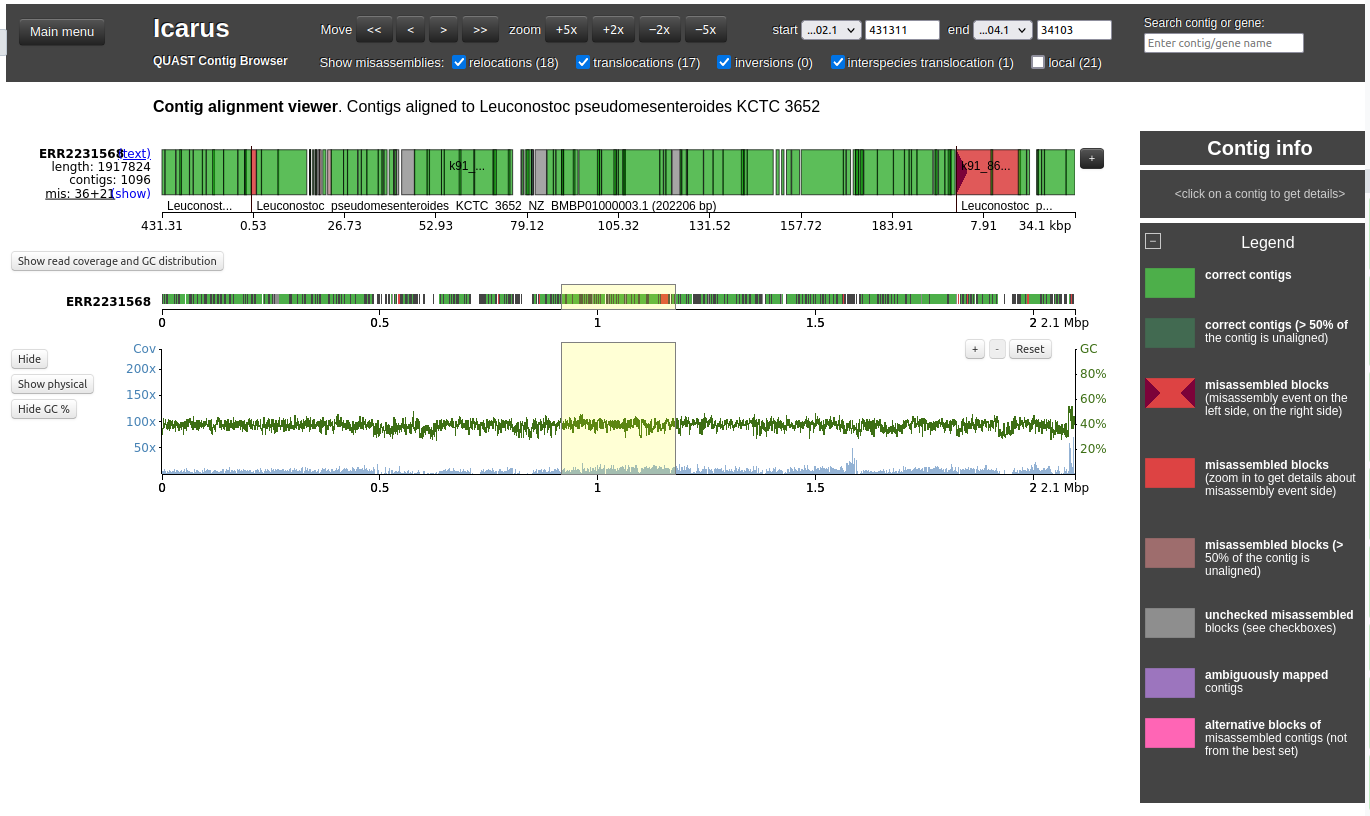 Main menu
Icarus
QUAST Contig Browser
Move << < > >> zoom +5x +2x −2x −5x
start ...02.1 431311 end ...04.1 34103
Show misassemblies: relocations (18) translocations (17) inversions (0) interspecies translocation (1) local (21)
Search contig or gene:
Enter contig/gene name
Contig alignment viewer. Contigs aligned to Leuconostoc pseudomesenteroides KCTC 3652
ERR2231568 (text)
length: 1917824
contigs: 1096
mis: 36+21 (show)
k91_...
k91_86...
+
Leuconost...
Leuconostoc_pseudomesenteroides_KCTC_3652_NZ_BMBP01000003.1 (202206 bp)
Leuconostoc_p...
431.31 0.53 26.73 52.93 79.12 105.32 131.52 157.72 183.91 7.91 34.1 kbp
Show read coverage and GC distribution
ERR2231568
0 0.5 1 1.5 2 2.1 Mbp
Hide
Show physical
Hide GC %
Cov
200x
150x
100x
50x
+ - Reset
GC
80%
60%
40%
20%
0 0.5 1 1.5 2 2.1 Mbp
Contig info
<click on a contig to get details>
Legend
correct contigs
correct contigs (> 50% of
the contig is unaligned)
misassembled blocks
(misassembly event on the
left side, on the right side)
misassembled blocks
(zoom in to get details about
misassembly event side)
misassembled blocks (>
50% of the contig is
unaligned)
unchecked misassembled
blocks (see checkboxes)
ambiguously mapped
contigs
alternative blocks of
misassembled contigs (not
from the best set)